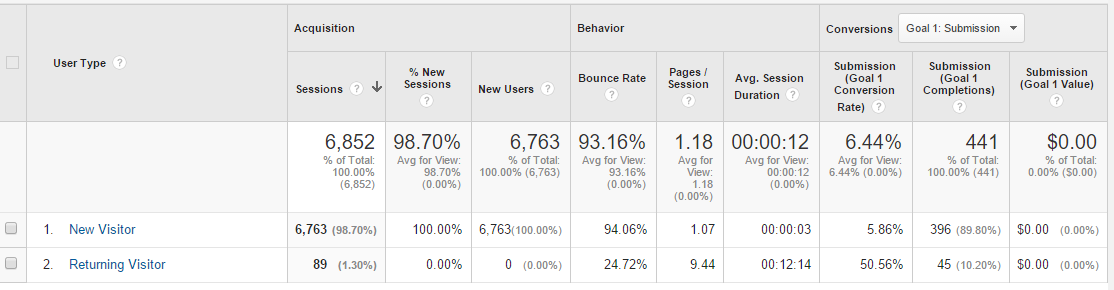 Acquisition Behavior Conversions Goal 1: Submission
User Type ?
Sessions ?
% New
Sessions
?
New Users ?
Bounce Rate
?
Pages /
Session
?
Avg. Session
Duration ?
Submission
(Goal 1
Conversion
Rate) ?
Submission
(Goal 1
Completions)
?
Submission
(Goal 1 Value)
?
6,852
% of Total:
100.00%
(6,852)
98.70%
Avg for View:
98.70%
(0.00%)
6,763
% of Total:
100.00% (6,763)
93.16%
Avg for View:
93.16%
(0.00%)
1.18
Avg for
View:
1.18
(0.00%)
00:00:12
Avg for View:
00:00:12
(0.00%)
6.44%
Avg for View:
6.44% (0.00%)
441
% of Total:
100.00% (441)
$0.00
% of Total:
0.00% ($0.00)
1. New Visitor 6,763 (98.70%) 100.00% 6,763(100.00%) 94.06% 1.07 00:00:03 5.86% 396 (89.80%) $0.00 (0.00%)
2. Returning Visitor 89 (1.30%) 0.00% 0 (0.00%) 24.72% 9.44 00:12:14 50.56% 45 (10.20%) $0.00 (0.00%)